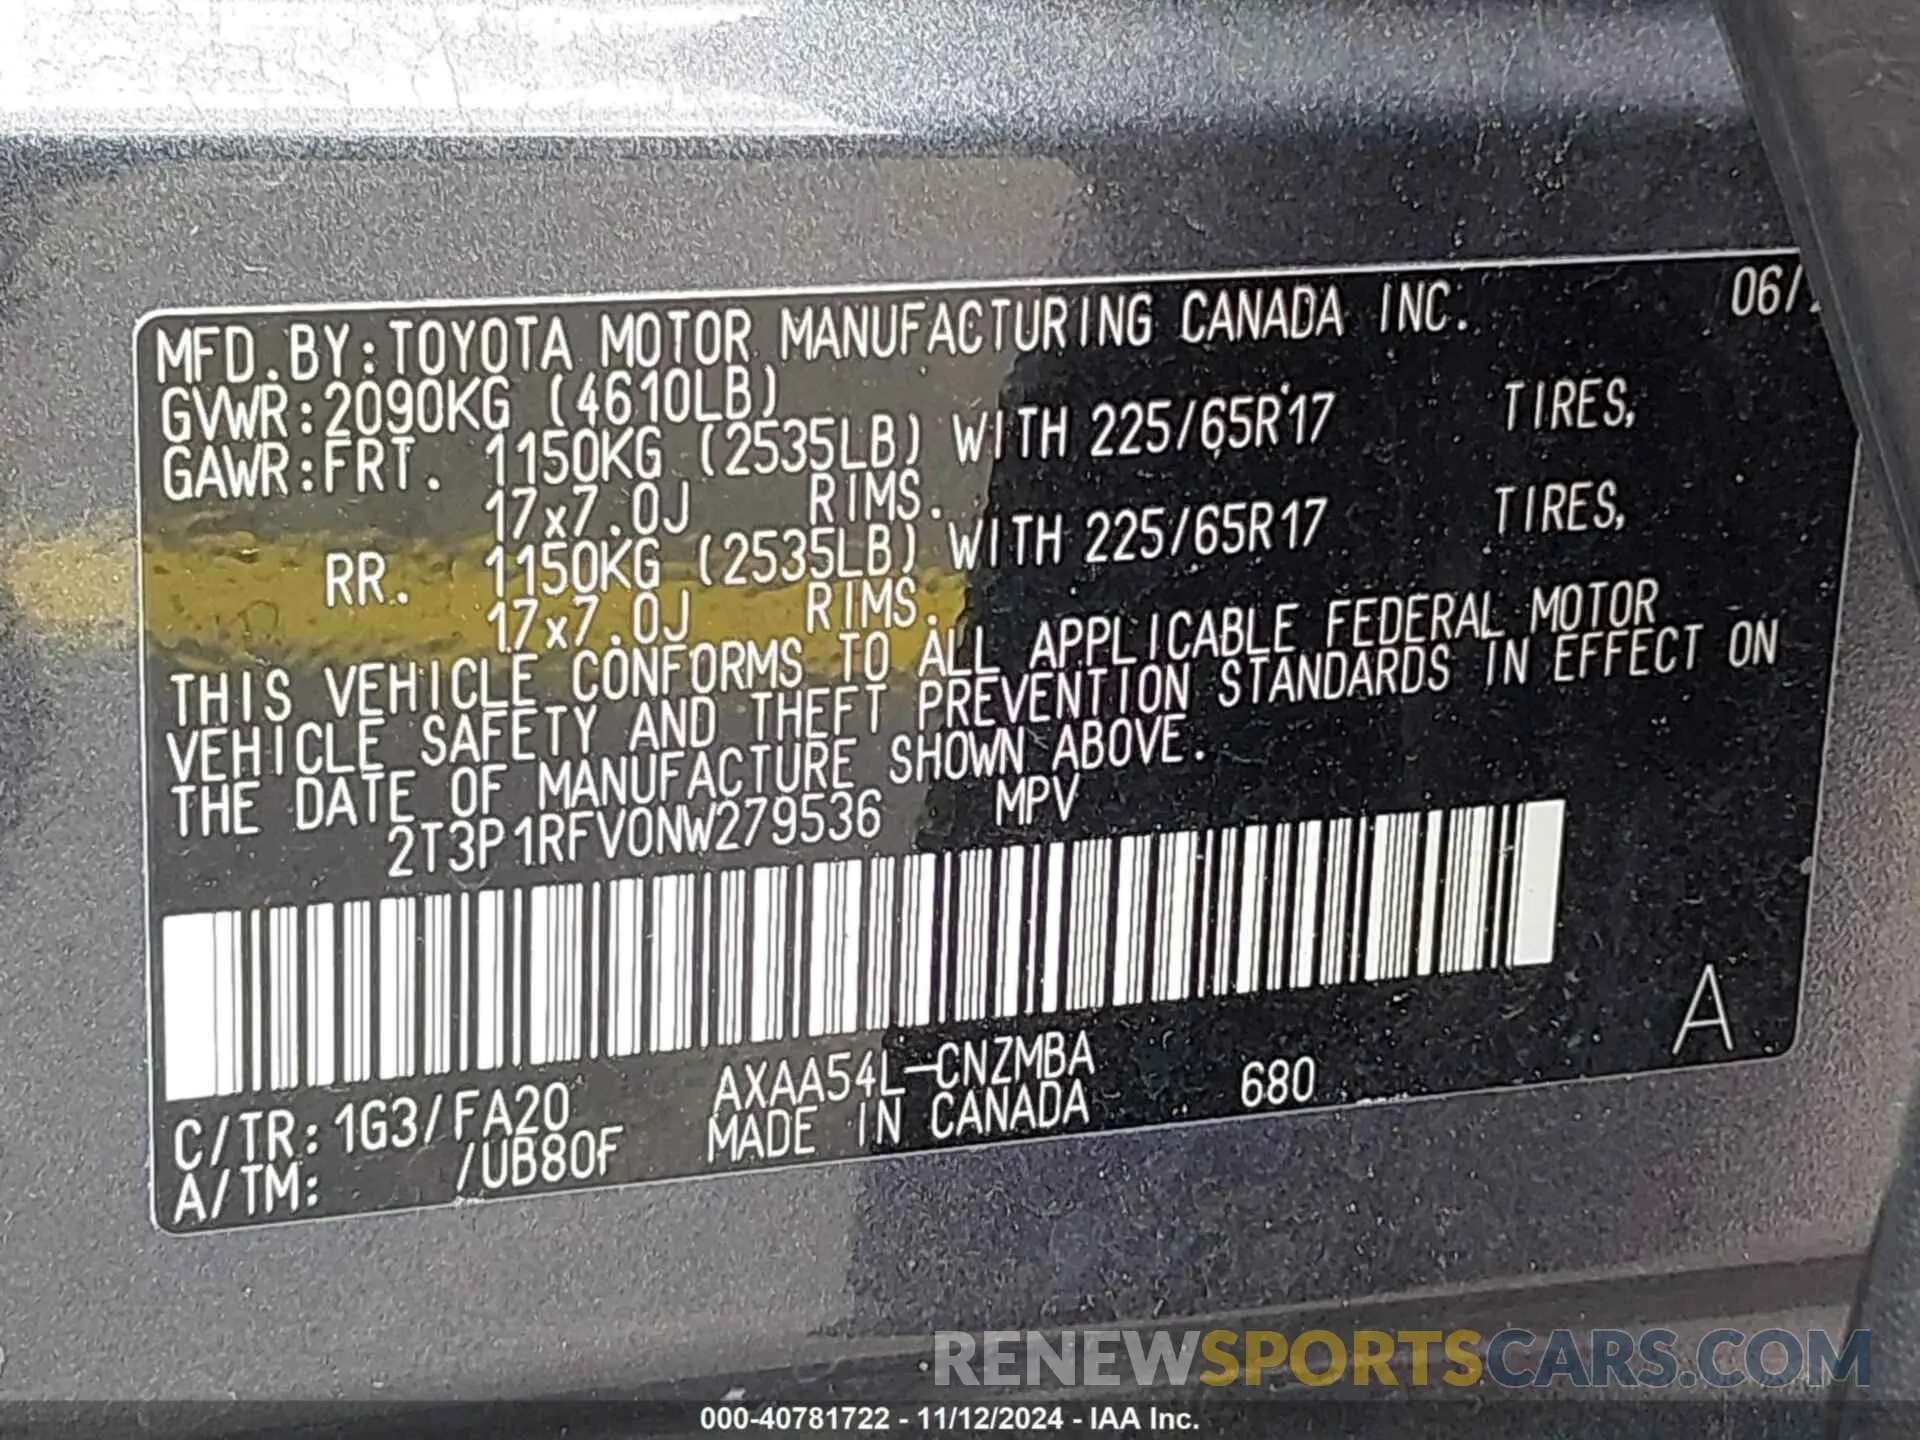 MFD.BY:TOYOTA MOTOR MANUFACTURING CANADA INC. 06/
GVWR:2090KG (4610LB)
GAWR:FRT. 1150KG (2535LB) WITH 225/65R17 TIRES,
17x7.0J RIMS.
RR. 1150KG (2535LB) WITH 225/65R17 TIRES,
17x7.0J RIMS.
THIS VEHICLE CONFORMS TO ALL APPLICABLE FEDERAL MOTOR
VEHICLE SAFETY AND THEFT PREVENTION STANDARDS IN EFFECT ON
THE DATE OF MANUFACTURE SHOWN ABOVE.
2T3P1RFV0NW279536 MPV
A
C/TR:1G3/FA20 AXAA54L-CNZMBA 680
A/TM: /UB80F MADE IN CANADA
RENEWSPORTSCARS.COM
000-40781722 - 11/12/2024 - IAA Inc.